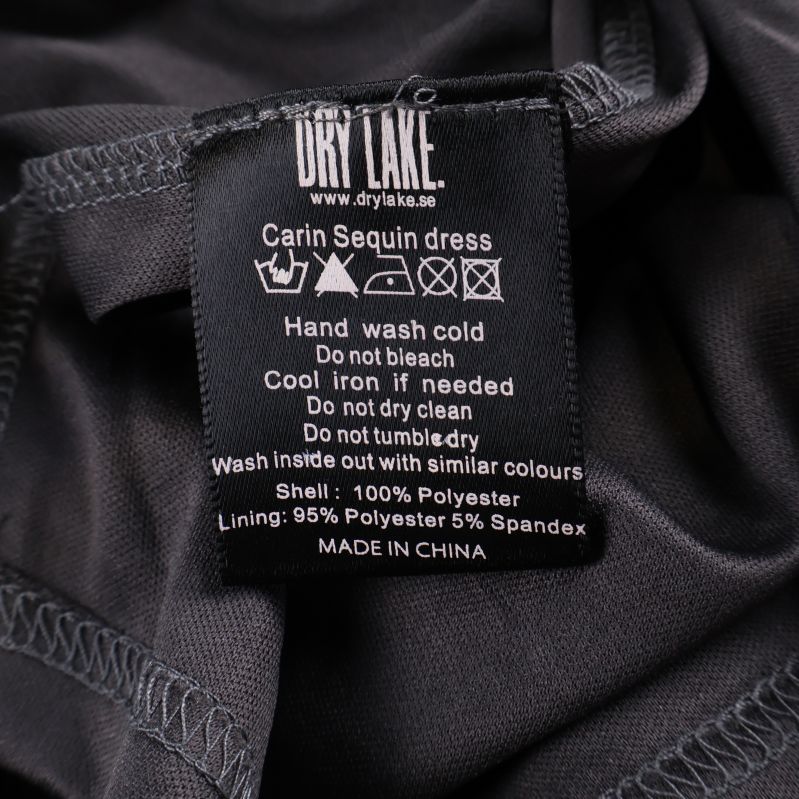 DRY LAKE.
www.drylake.se
Carin Sequin dress
Hand wash cold
Do not bleach
Cool iron if needed
Do not dry clean
Do not tumble dry
Wash inside out with similar colours
Shell: 100% Polyester
Lining: 95% Polyester 5% Spandex
MADE IN CHINA